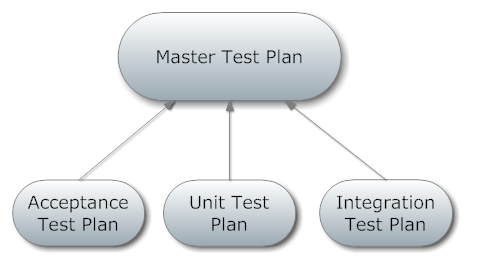 Master Test Plan
Acceptance
Test Plan
Unit Test
Plan
Integration
Test Plan